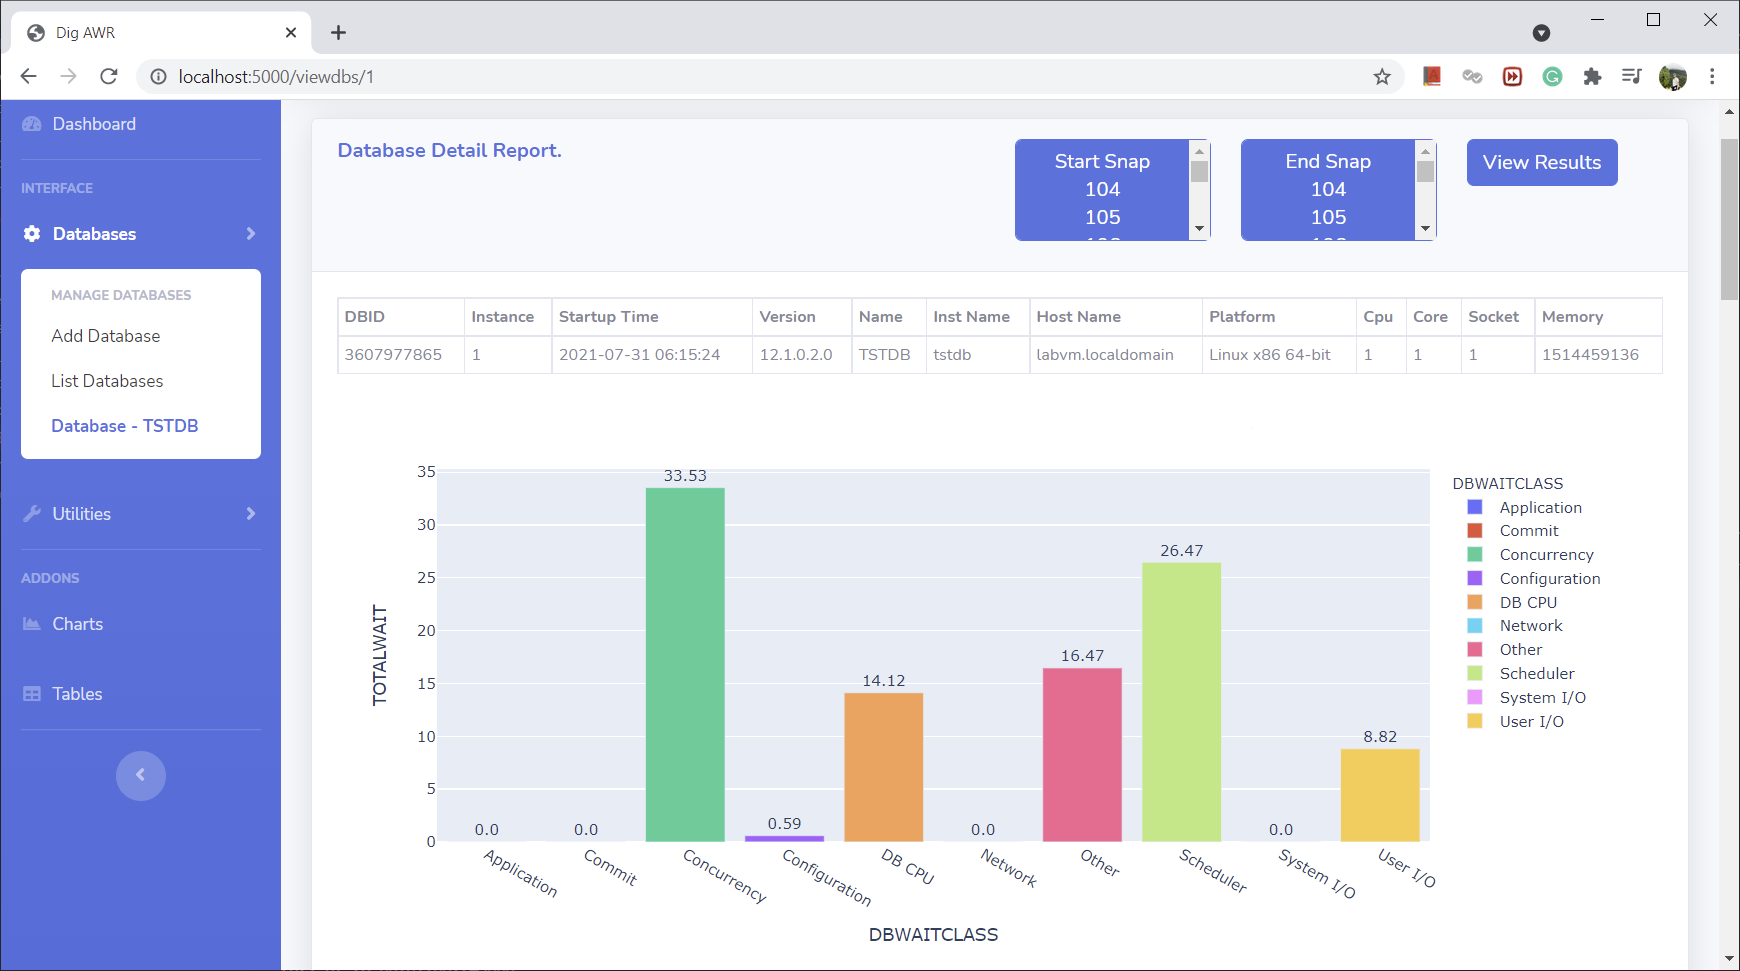 Dig AWR
localhost:5000/viewdbs/1
Dashboard
INTERFACE
Databases
MANAGE DATABASES
Add Database
List Databases
Database - TSTDB
Utilities
ADDONS
Charts
Tables
Database Detail Report.
Start Snap
104
105
End Snap
104
105
View Results
DBID Instance Startup Time Version Name Inst Name Host Name Platform Cpu Core Socket Memory
3607977865 1 2021-07-31 06:15:24 12.1.0.2.0 TSTDB tstdb labvm.localdomain Linux x86 64-bit 1 1 1 1514459136
TOTALWAIT
35
30
25
20
15
10
5
0
0.0
0.0
33.53
0.59
14.12
0.0
16.47
26.47
0.0
8.82
Application
Commit
Concurrency
Configuration
DB CPU
Network
Other
Scheduler
System I/O
User I/O
DBWAITCLASS
DBWAITCLASS
Application
Commit
Concurrency
Configuration
DB CPU
Network
Other
Scheduler
System I/O
User I/O